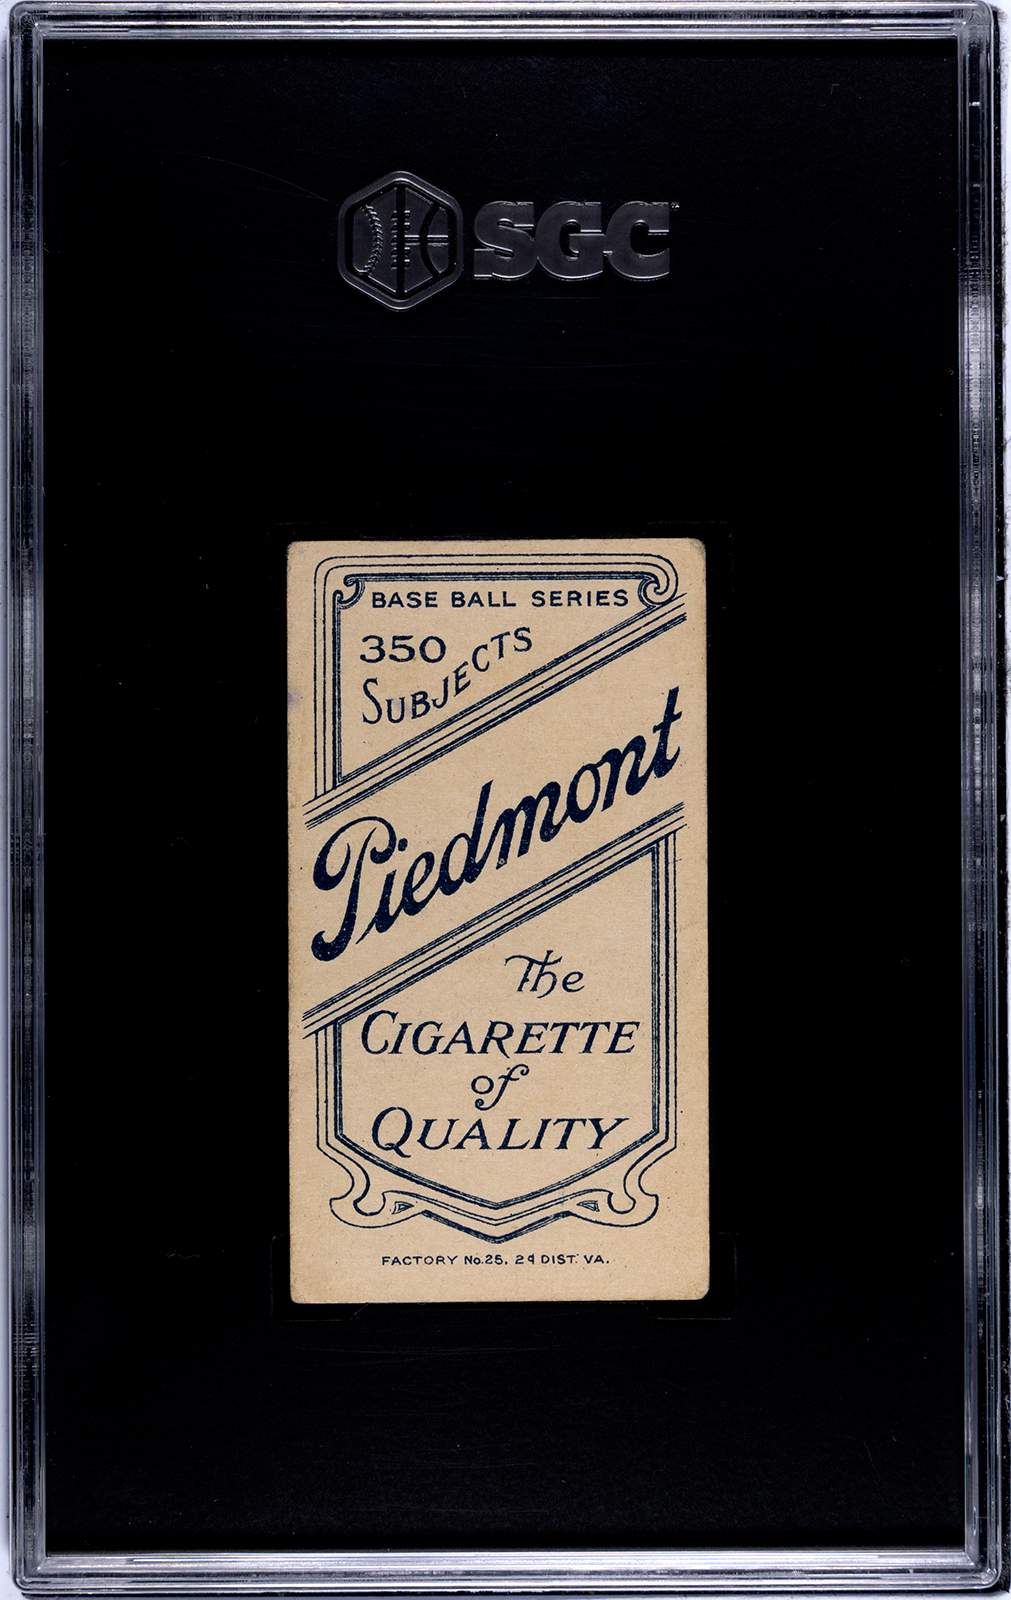 SGC
BASE BALL SERIES
350
SUBJECTS
Piedmont
The
CIGARETTE
of
QUALITY
FACTORY No.25. 2d DIST. VA.